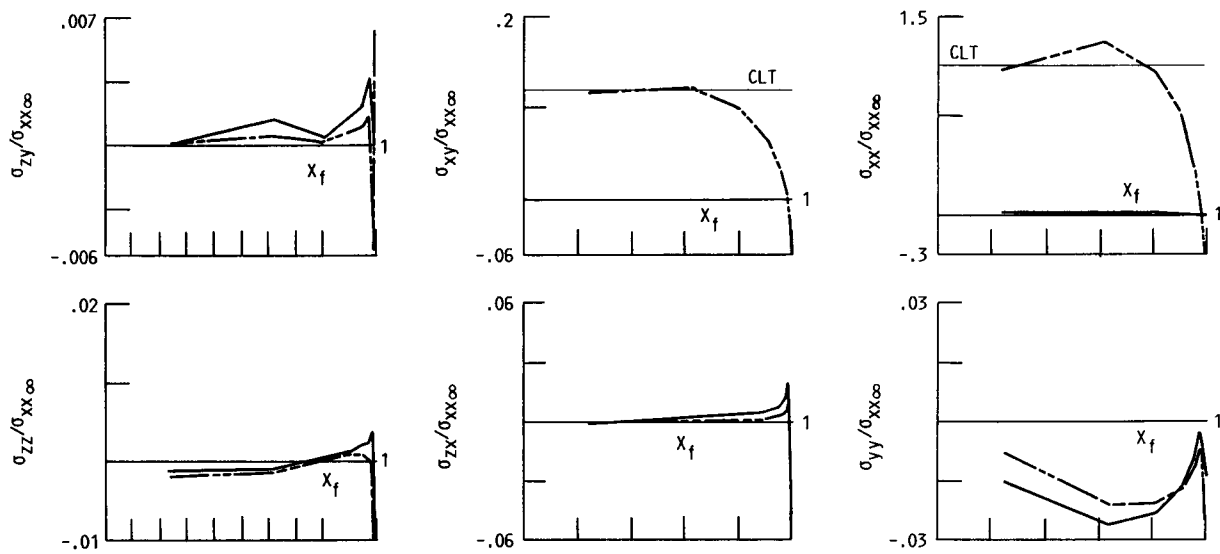 .007
σzy/σxx∞
1
Xf
-.006
.2
σxy/σxx∞
CLT
1
Xf
-.06
1.5
CLT
σxx/σxx∞
Xf
1
-.3
.02
σzz/σxx∞
1
Xf
-.01
.06
σzx/σxx∞
1
Xf
-.06
.03
σyy/σxx∞
1
Xf
-.03